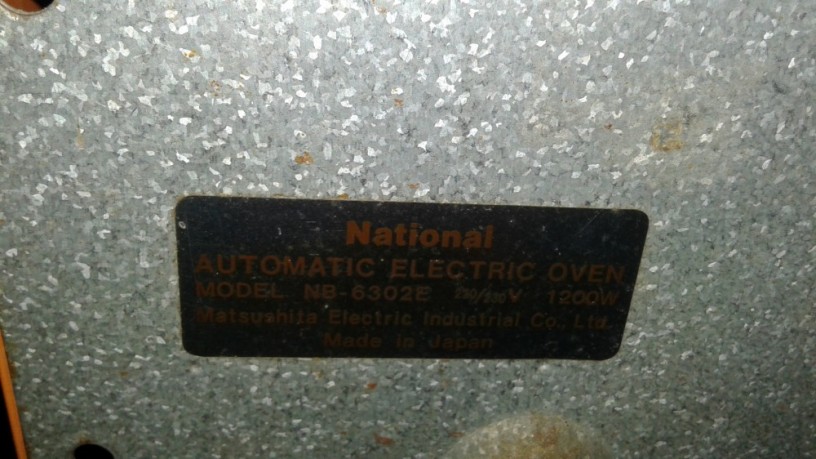 National
AUTOMATIC ELECTRIC OVEN
MODEL NB-6302E V 1200W
Matsushita Electric Industrial Co., Ltd.
Made in Japan